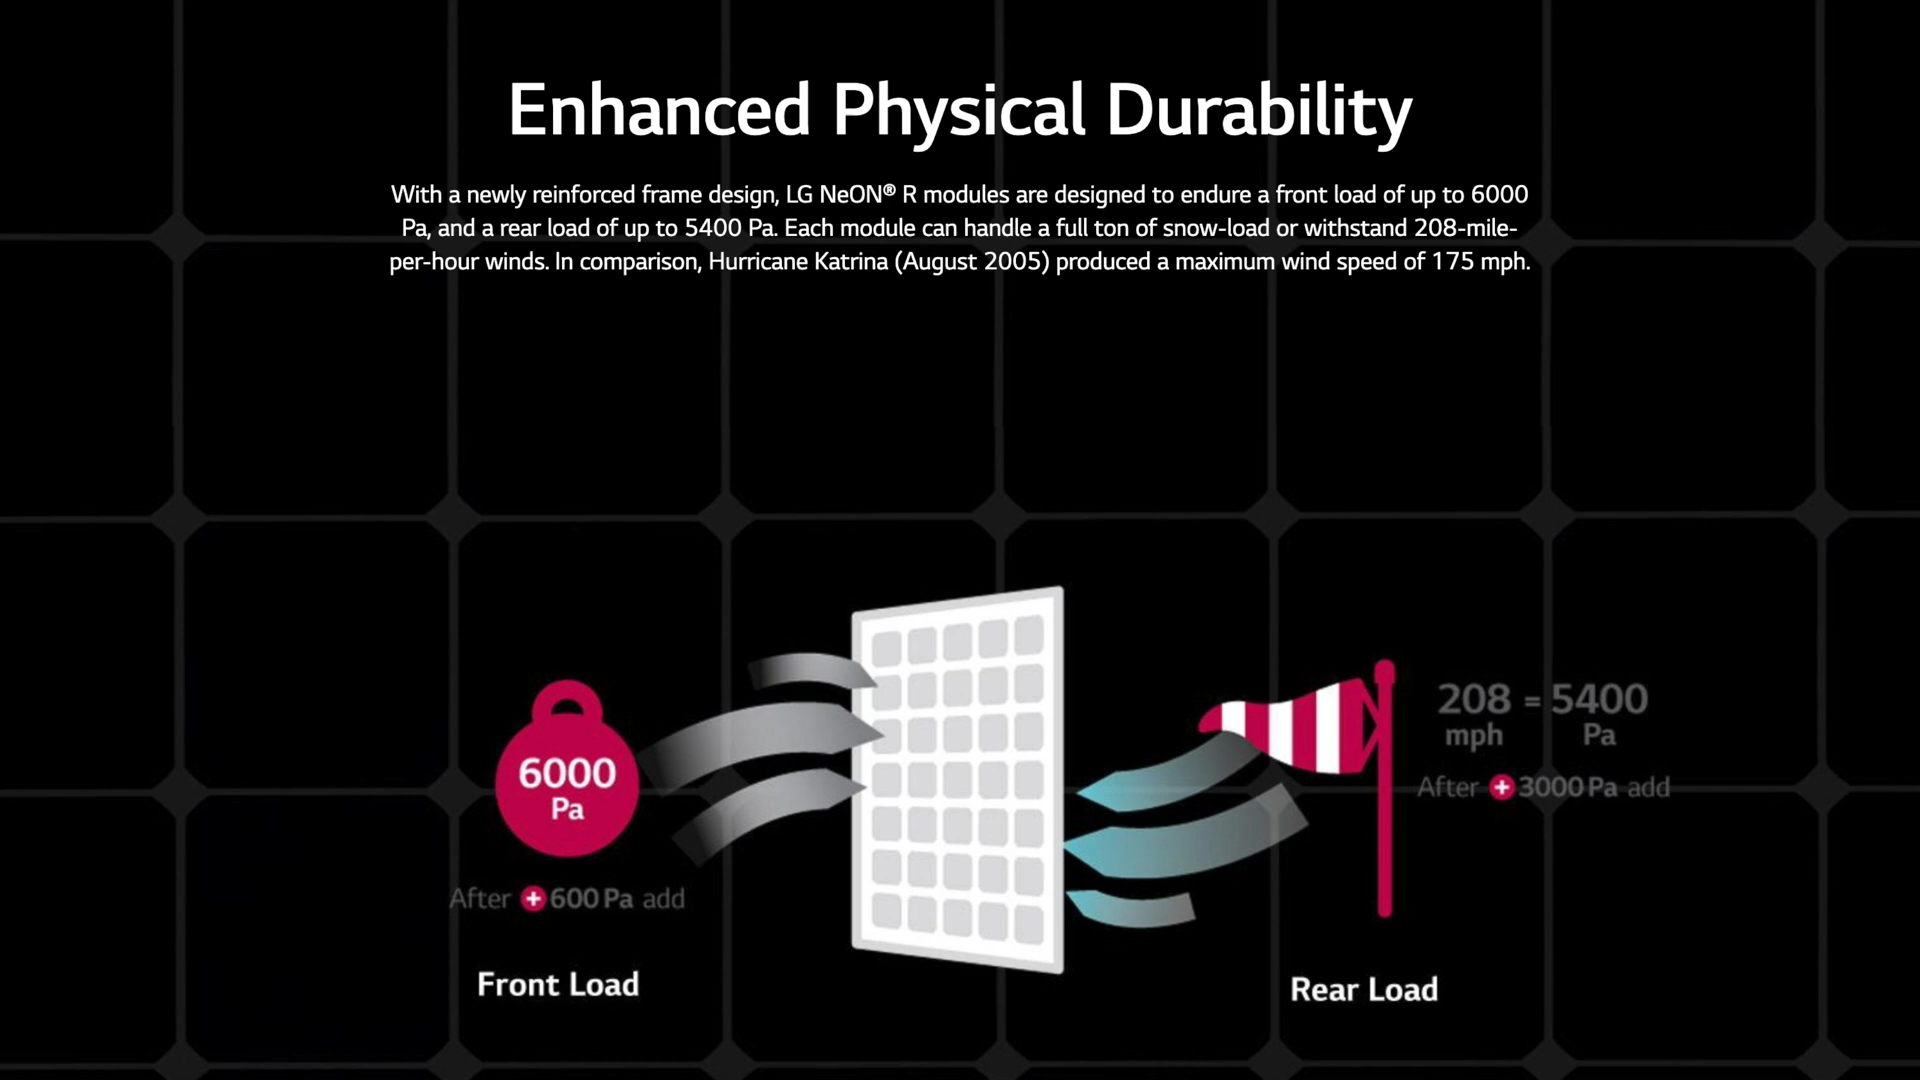 Enhanced Physical Durability
With a newly reinforced frame design, LG NeON® R modules are designed to endure a front load of up to 6000
Pa, and a rear load of up to 5400 Pa. Each module can handle a full ton of snow-load or withstand 208-mile-
per-hour winds. In comparison, Hurricane Katrina (August 2005) produced a maximum wind speed of 175 mph.
6000
Pa
After + 600 Pa add
Front Load
208 = 5400
mph Pa
After + 3000 Pa add
Rear Load